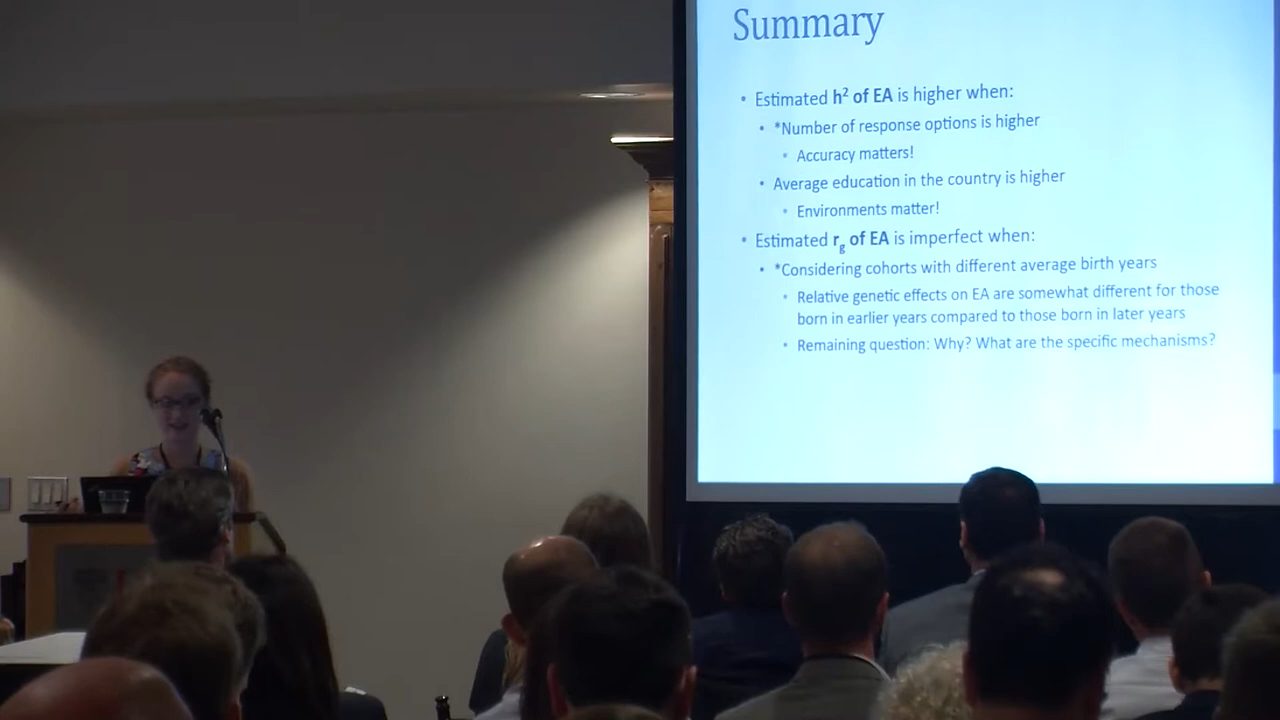 Summary
• Estimated h² of EA is higher when:
• *Number of response options is higher
• Accuracy matters!
• Average education in the country is higher
• Environments matter!
• Estimated rg of EA is imperfect when:
• *Considering cohorts with different average birth years
• Relative genetic effects on EA are somewhat different for those
born in earlier years compared to those born in later years
• Remaining question: Why? What are the specific mechanisms?